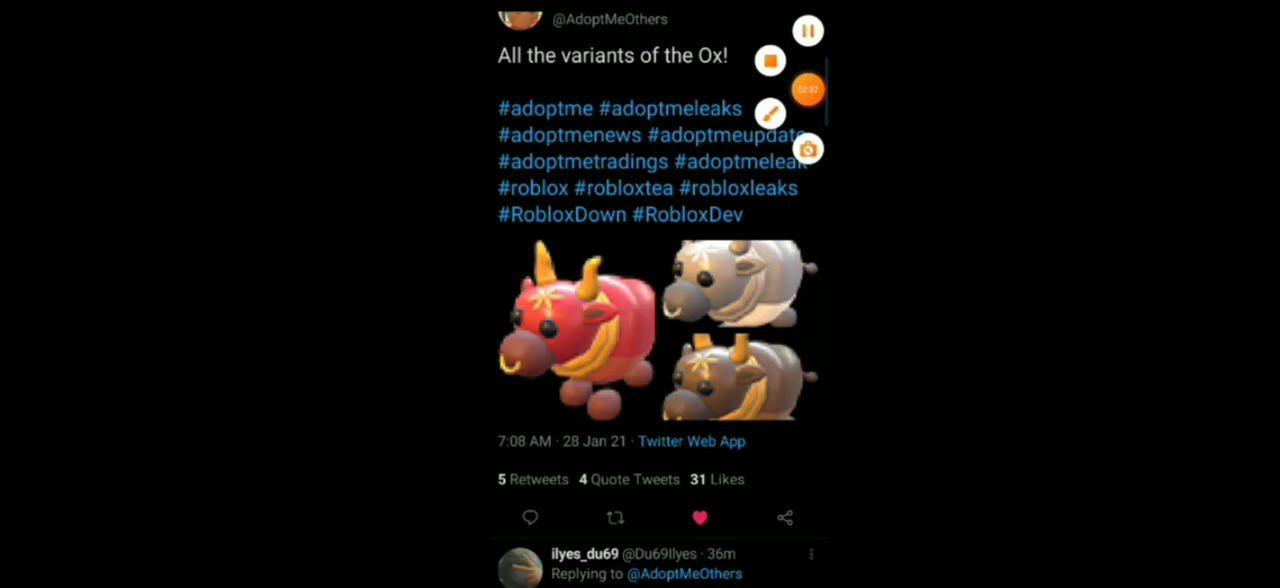 @AdoptMeOthers
All the variants of the Ox!
02:32
#adoptme #adoptmeleaks
#adoptmenews #adoptmeupdate
#adoptmetradings #adoptmeleak
#roblox #robloxtea #robloxleaks
#RobloxDown #RobloxDev
7:08 AM · 28 Jan 21 · Twitter Web App
5 Retweets 4 Quote Tweets 31 Likes
ilyes_du69 @Du69Ilyes · 36m
Replying to @AdoptMeOthers